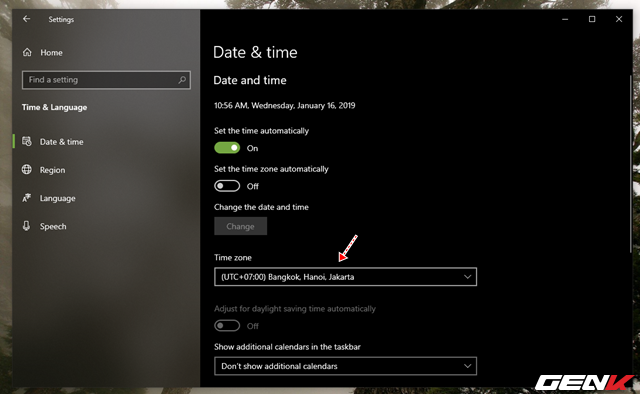 Settings
Home
Find a setting
Time & Language
Date & time
Region
Language
Speech
Date & time
Date and time
10:56 AM, Wednesday, January 16, 2019
Set the time automatically
On
Set the time zone automatically
Off
Change the date and time
Change
Time zone
(UTC+07:00) Bangkok, Hanoi, Jakarta
Adjust for daylight saving time automatically
Off
Show additional calendars in the taskbar
Don't show additional calendars
GENK